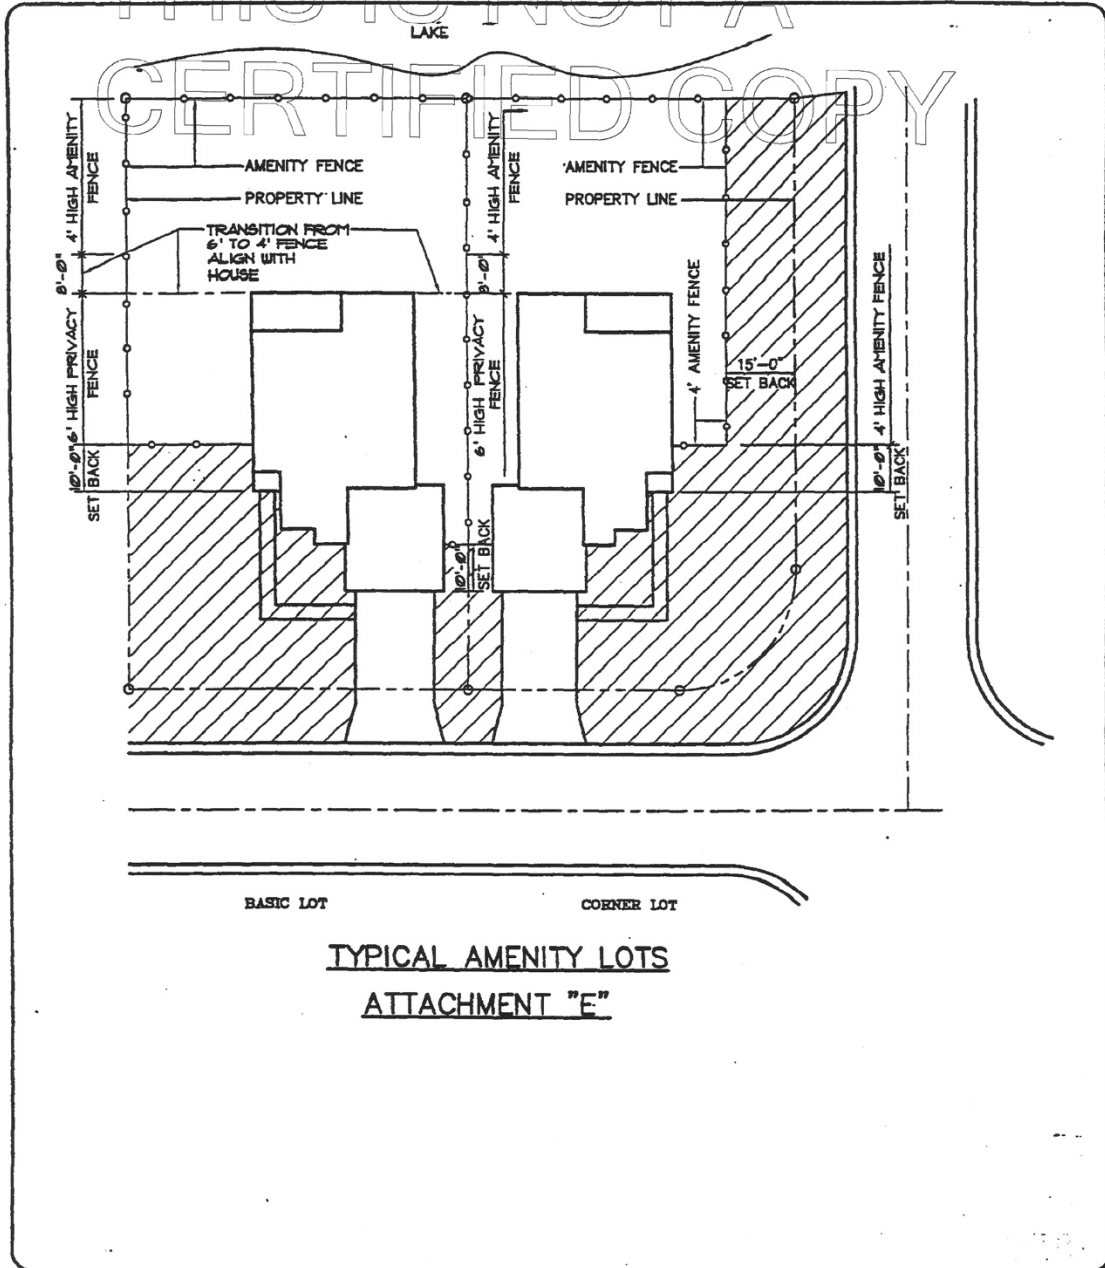 THIS IS NOT A
LAKE
CERTIFIED COPY
4' HIGH AMENITY
FENCE
AMENITY FENCE
PROPERTY LINE
4' HIGH AMENITY
FENCE
AMENITY FENCE
PROPERTY LINE
TRANSITION FROM
6' TO 4' FENCE
ALIGN WITH
HOUSE
8'-0"
8'-0"
6' HIGH PRIVACY
FENCE
6' HIGH PRIVACY
FENCE
4' AMENITY FENCE
15'-0"
SET BACK
4' HIGH AMENITY FENCE
10'-0"
SET BACK
10'-0"
SET BACK
10'-0"
SET BACK
BASIC LOT
CORNER LOT
TYPICAL AMENITY LOTS
ATTACHMENT "E"